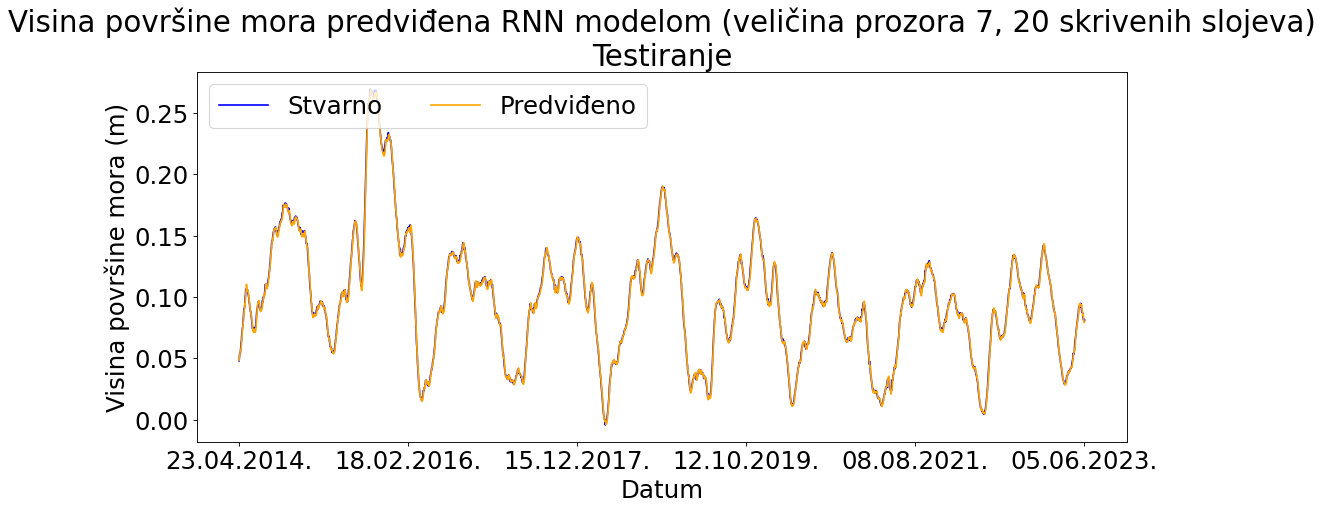 Visina površine mora predviđena RNN modelom (veličina prozora 7, 20 skrivenih slojeva)
Testiranje
Stvarno Predviđeno
Visina površine mora (m)
0.25
0.20
0.15
0.10
0.05
0.00
23.04.2014. 18.02.2016. 15.12.2017. 12.10.2019. 08.08.2021. 05.06.2023.
Datum